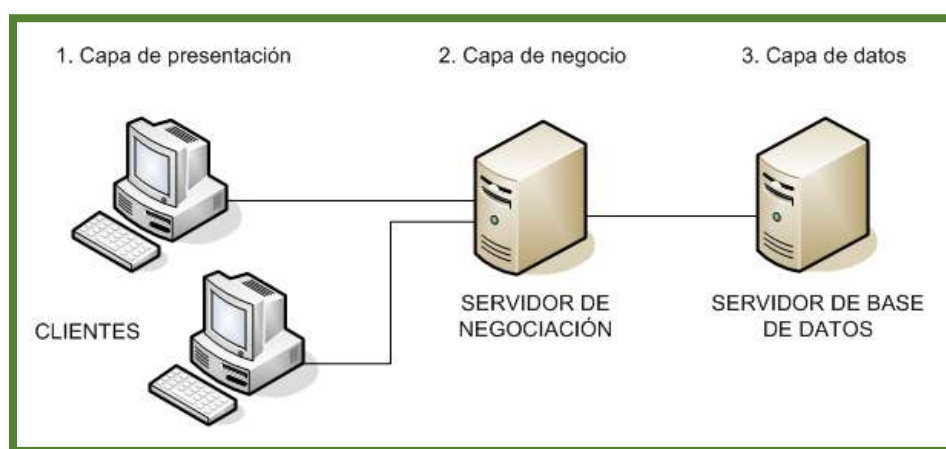 1. Capa de presentación
2. Capa de negocio
3. Capa de datos
CLIENTES
SERVIDOR DE
NEGOCIACIÓN
SERVIDOR DE BASE
DE DATOS